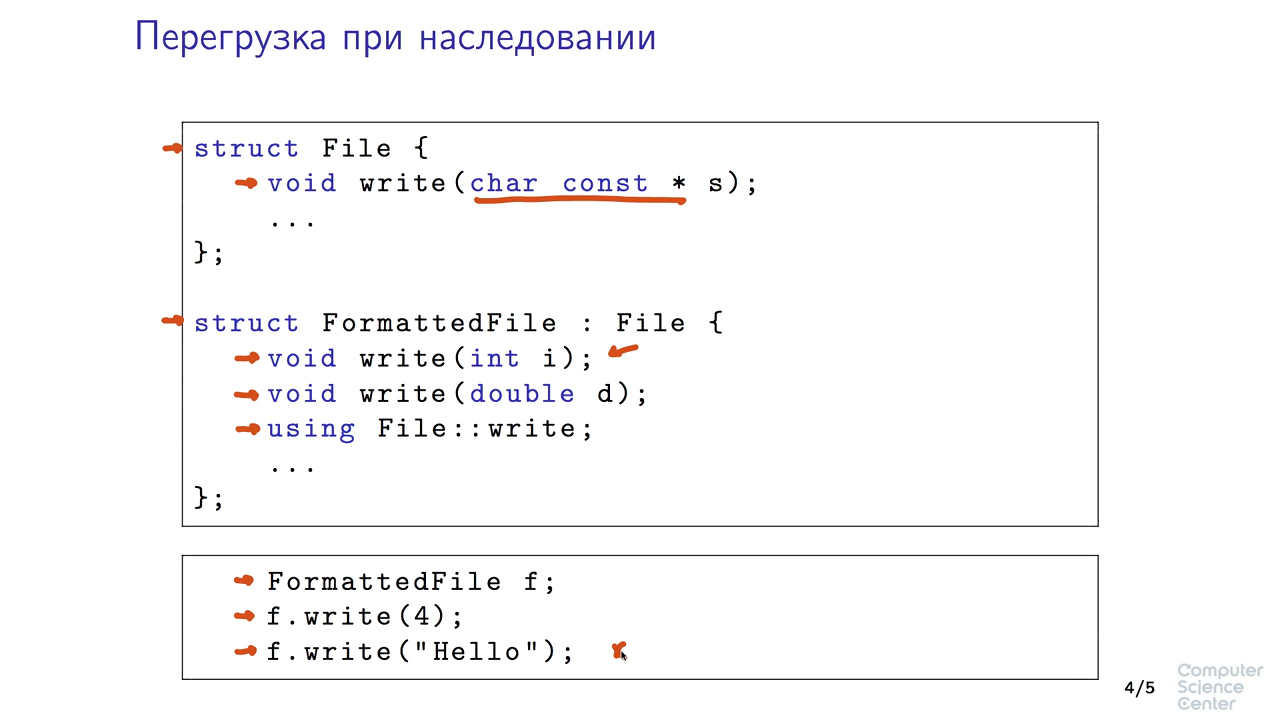 Перегрузка при наследовании
struct File {
void write(char const * s);
...
};
struct FormattedFile : File {
void write(int i);
void write(double d);
using File::write;
...
};
FormattedFile f;
f.write(4);
f.write("Hello");
4/5
Computer
Science
Center